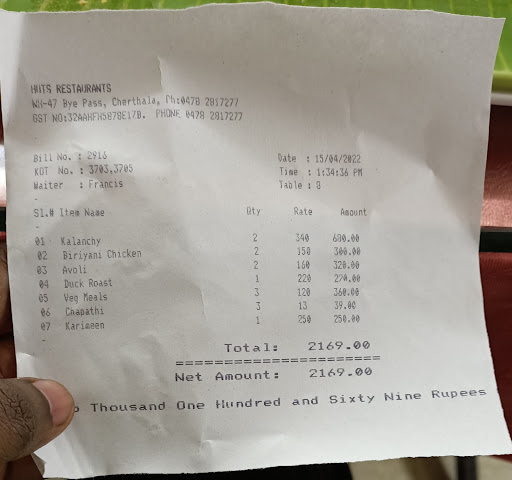 HUTS RESTAURANTS
NH-47 Bye Pass, Cherthala, Ph:0478 2817277
GST NO:32AAHFH5078E1ZB. PHONE 0478 2817277
-
Bill No. : 2916 Date : 15/04/2022
KOT No. : 3703,3705 Time : 1:34:36 PM
Waiter : Francis Table : 8
-
Sl.# Item Name Qty Rate Amount
-
01 Kalanchy 2 340 680.00
02 Biriyani Chicken 2 150 300.00
03 Avoli 2 160 320.00
04 Duck Roast 1 220 220.00
05 Veg Meals 3 120 360.00
06 Chapathi 3 13 39.00
07 Karimeen 1 250 250.00
-
Total: 2169.00
======================
Net Amount: 2169.00
Thousand One Hundred and Sixty Nine Rupees